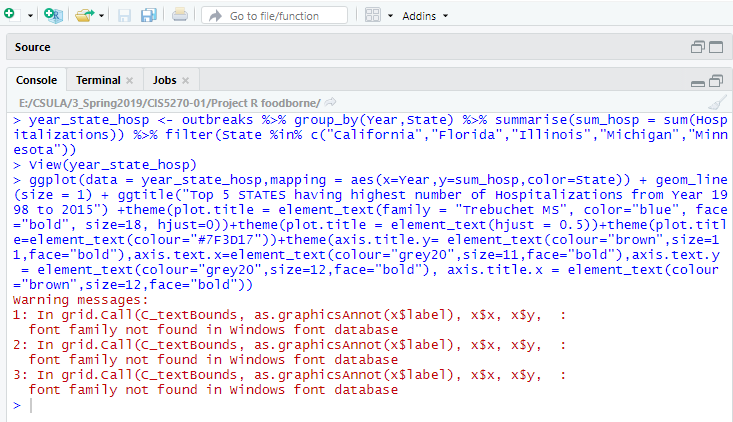 Go to file/function
Addins
Source
Console Terminal Jobs
E:/CSULA/3_Spring2019/CIS5270-01/Project R foodborne/
> year_state_hosp <- outbreaks %>% group_by(Year,State) %>% summarise(sum_hosp = sum(Hosp
italizations)) %>% filter(State %in% c("California","Florida","Illinois","Michigan","Minn
esota"))
> View(year_state_hosp)
> ggplot(data = year_state_hosp,mapping = aes(x=Year,y=sum_hosp,color=State)) + geom_line
(size = 1) + ggtitle("Top 5 STATES having highest number of Hospitalizations from Year 19
98 to 2015") +theme(plot.title = element_text(family = "Trebuchet MS", color="blue", face
="bold", size=18, hjust=0))+theme(plot.title = element_text(hjust = 0.5))+theme(plot.titl
e=element_text(colour="#7F3D17"))+theme(axis.title.y= element_text(colour="brown",size=1
1,face="bold"),axis.text.x=element_text(colour="grey20",size=11,face="bold"),axis.text.y
 = element_text(colour="grey20",size=12,face="bold"), axis.title.x = element_text(colour
="brown",size=12,face="bold"))
Warning messages:
1: In grid.Call(C_textBounds, as.graphicsAnnot(x$label), x$x, x$y,  :
  font family not found in Windows font database
2: In grid.Call(C_textBounds, as.graphicsAnnot(x$label), x$x, x$y,  :
  font family not found in Windows font database
3: In grid.Call(C_textBounds, as.graphicsAnnot(x$label), x$x, x$y,  :
  font family not found in Windows font database
>